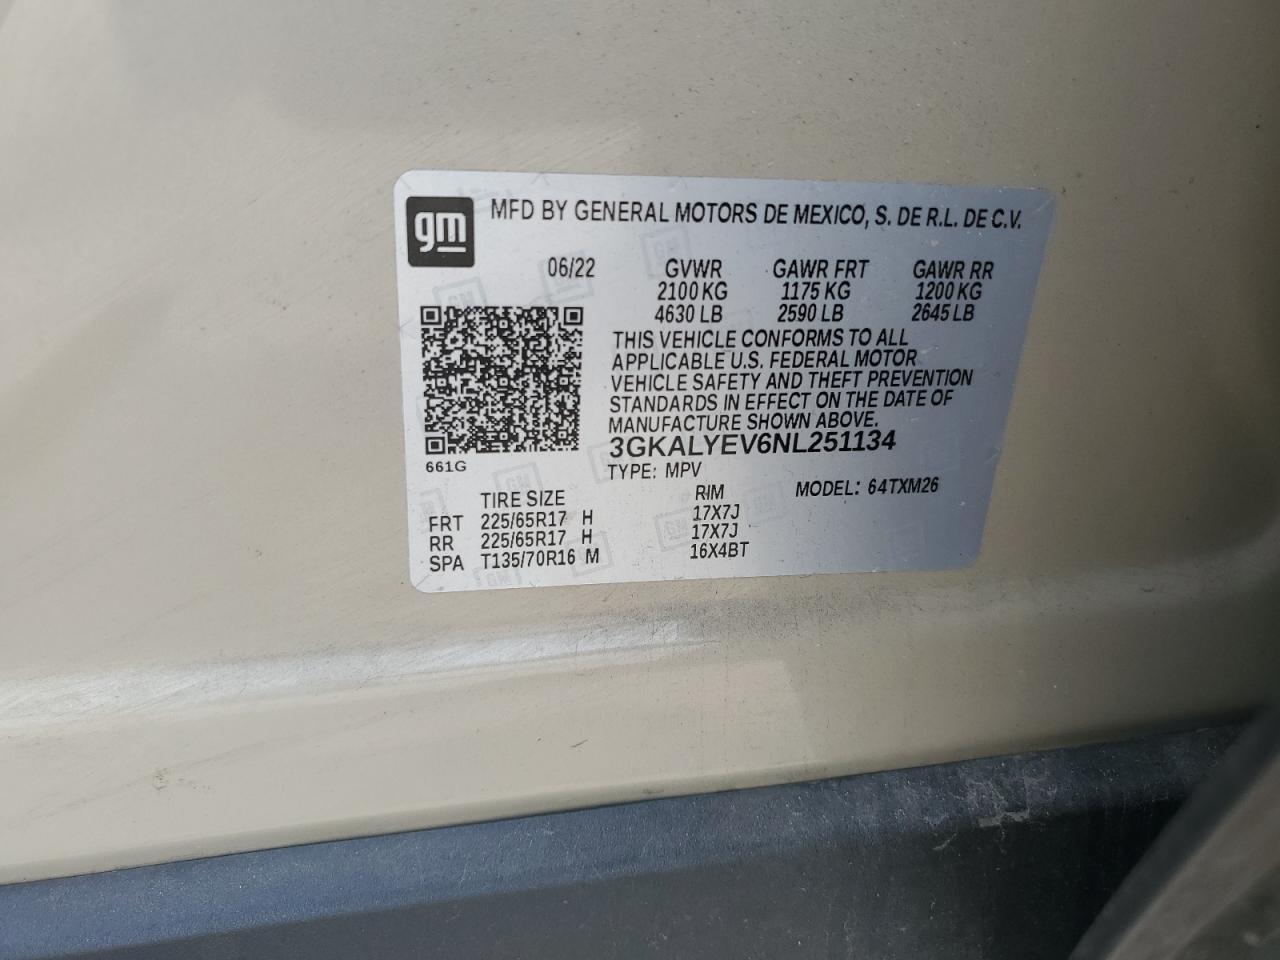 gm
MFD BY GENERAL MOTORS DE MEXICO, S. DE R.L. DE C.V.
06/22 GVWR GAWR FRT GAWR RR
2100 KG 1175 KG 1200 KG
4630 LB 2590 LB 2645 LB
THIS VEHICLE CONFORMS TO ALL
APPLICABLE U.S. FEDERAL MOTOR
VEHICLE SAFETY AND THEFT PREVENTION
STANDARDS IN EFFECT ON THE DATE OF
MANUFACTURE SHOWN ABOVE.
3GKALYEV6NL251134
661G
TYPE: MPV MODEL: 64TXM26
TIRE SIZE RIM
FRT 225/65R17 H 17X7J
RR 225/65R17 H 17X7J
SPA T135/70R16 M 16X4BT